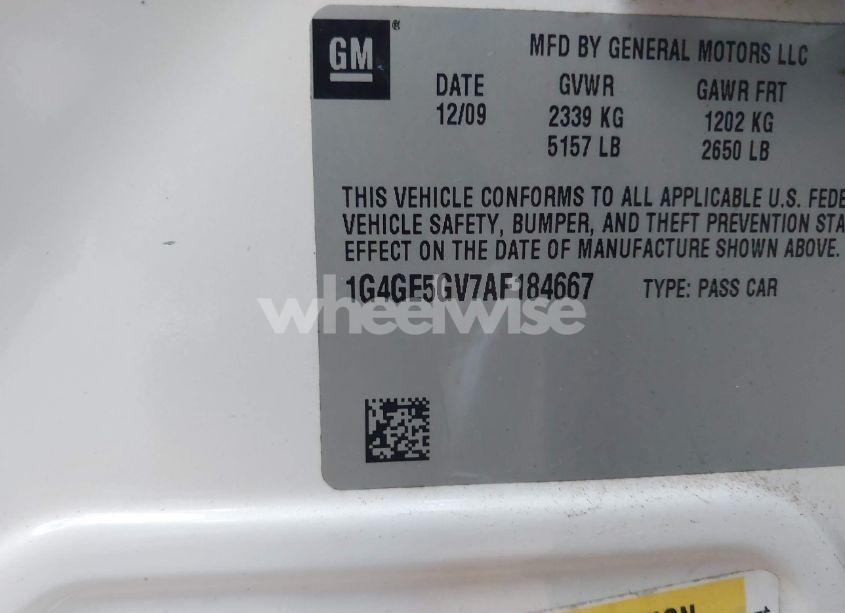 GM ®
MFD BY GENERAL MOTORS LLC
DATE GVWR GAWR FRT
12/09 2339 KG 1202 KG
5157 LB 2650 LB
THIS VEHICLE CONFORMS TO ALL APPLICABLE U.S. FEDE
VEHICLE SAFETY, BUMPER, AND THEFT PREVENTION STA
EFFECT ON THE DATE OF MANUFACTURE SHOWN ABOVE.
1G4GE5GV7AF184667 TYPE: PASS CAR
wheelwise